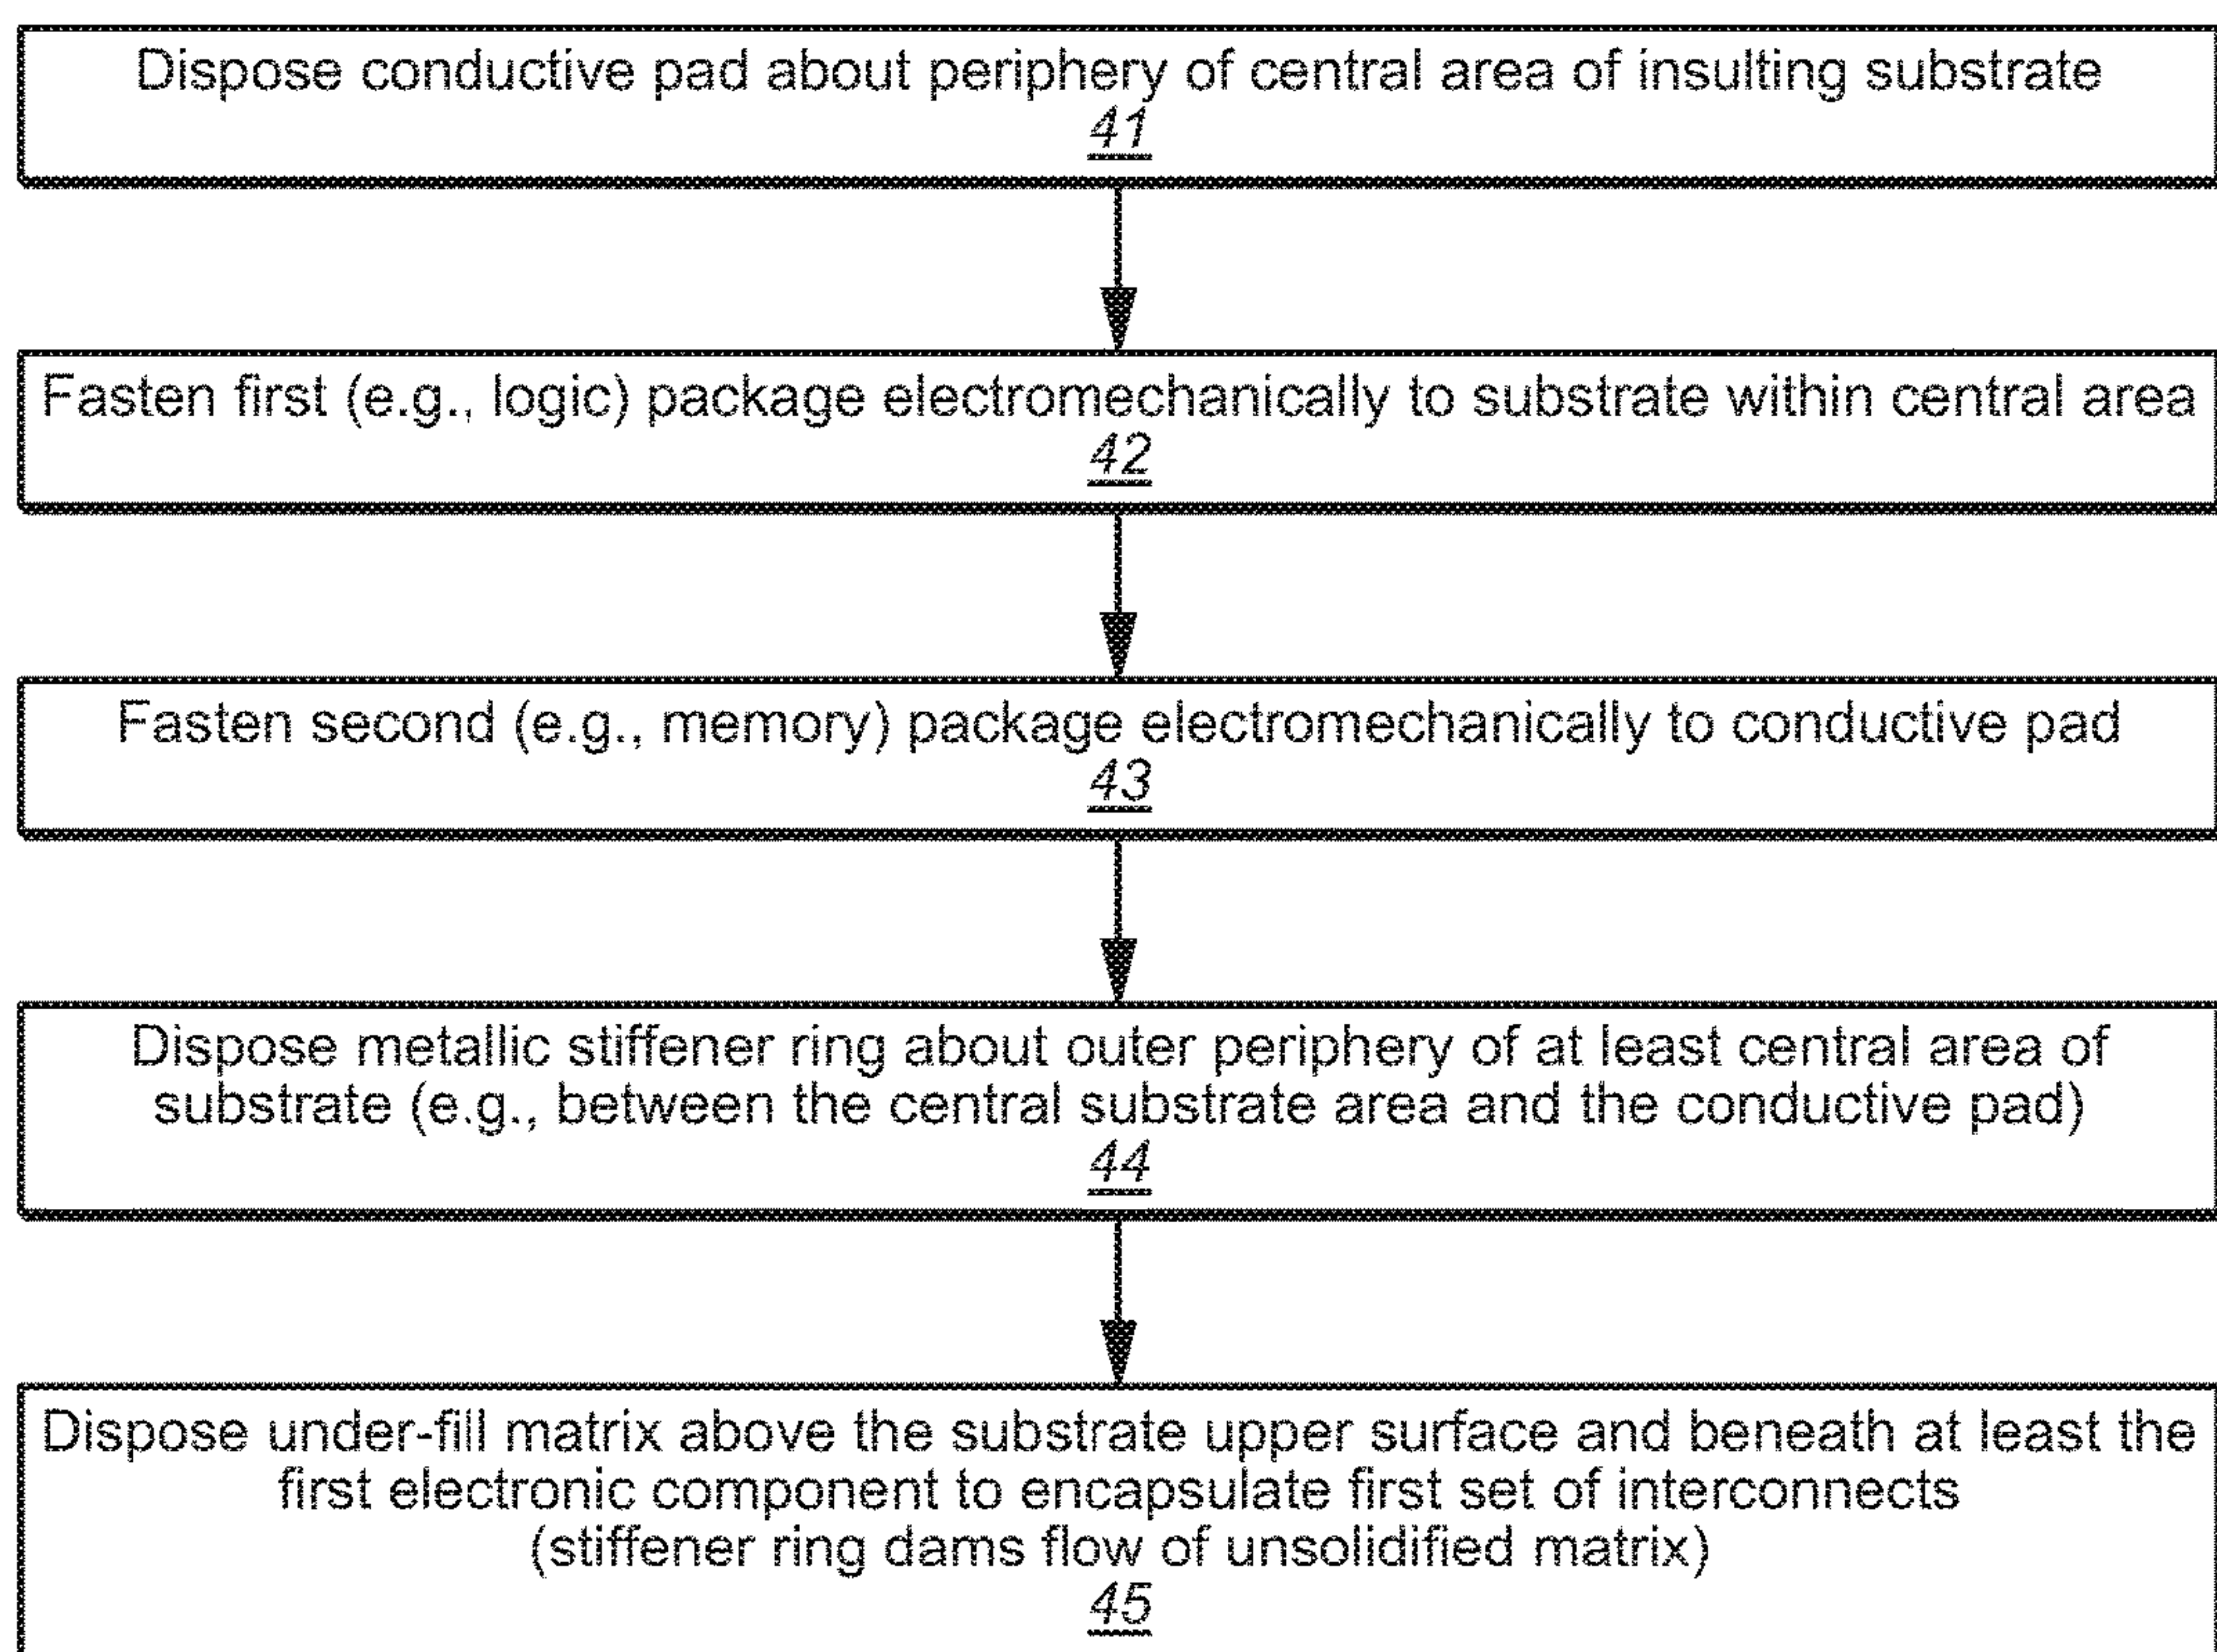 Dispose conductive pad about periphery of central area of insulting substrate
41
Fasten first (e.g., logic) package electromechanically to substrate within central area
42
Fasten second (e.g., memory) package electromechanically to conductive pad
43
Dispose metallic stiffener ring about outer periphery of at least central area of
substrate (e.g., between the central substrate area and the conductive pad)
44
Dispose under-fill matrix above the substrate upper surface and beneath at least the
first electronic component to encapsulate first set of interconnects
(stiffener ring dams flow of unsolidified matrix)
45